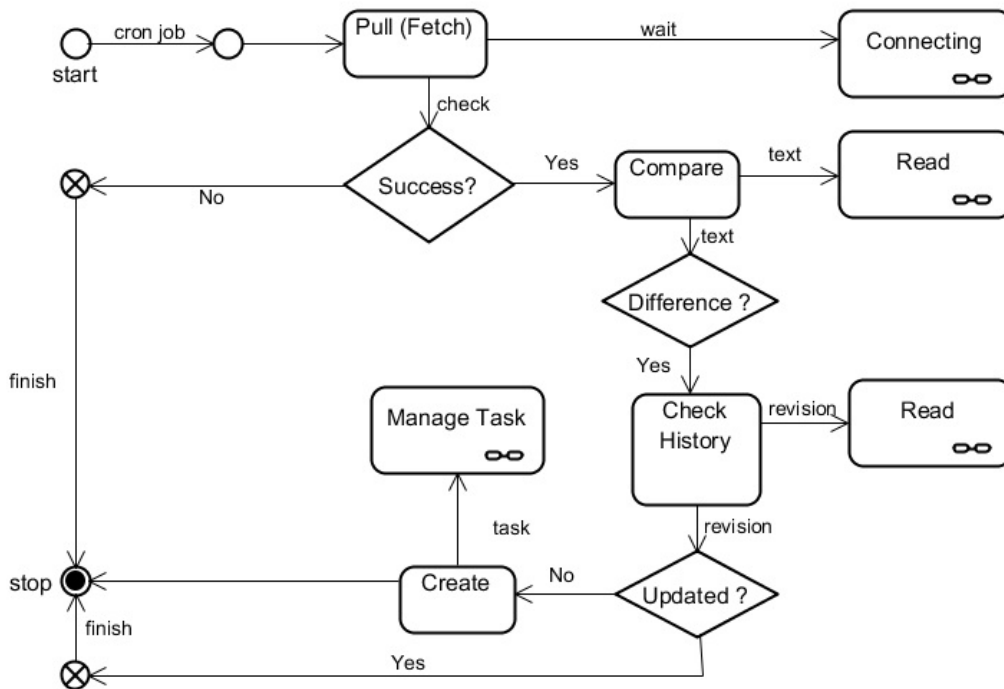 cron job
start
Pull (Fetch)
wait
Connecting
check
Success?
No
Yes
Compare
text
Read
text
Difference ?
Yes
finish
Manage Task
Check
History
revision
Read
task
revision
stop
Create
No
Updated ?
finish
Yes